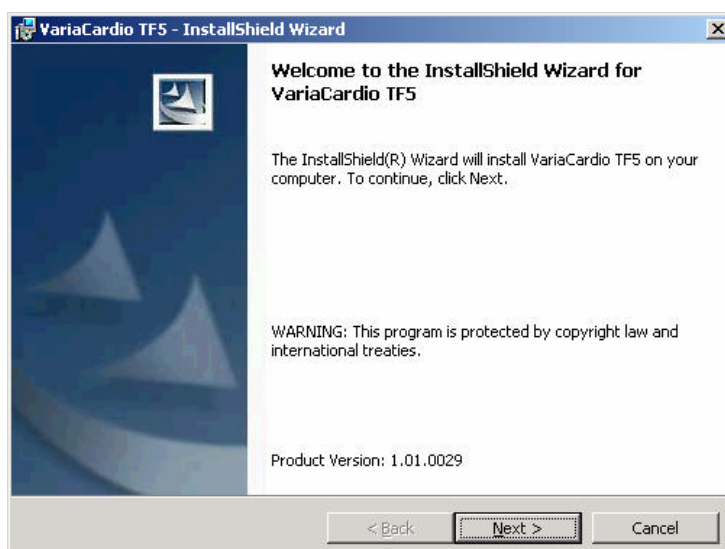 VariaCardio TF5 - InstallShield Wizard
Welcome to the InstallShield Wizard for
VariaCardio TF5
The InstallShield(R) Wizard will install VariaCardio TF5 on your
computer. To continue, click Next.
WARNING: This program is protected by copyright law and
international treaties.
Product Version: 1.01.0029
< Back Next > Cancel